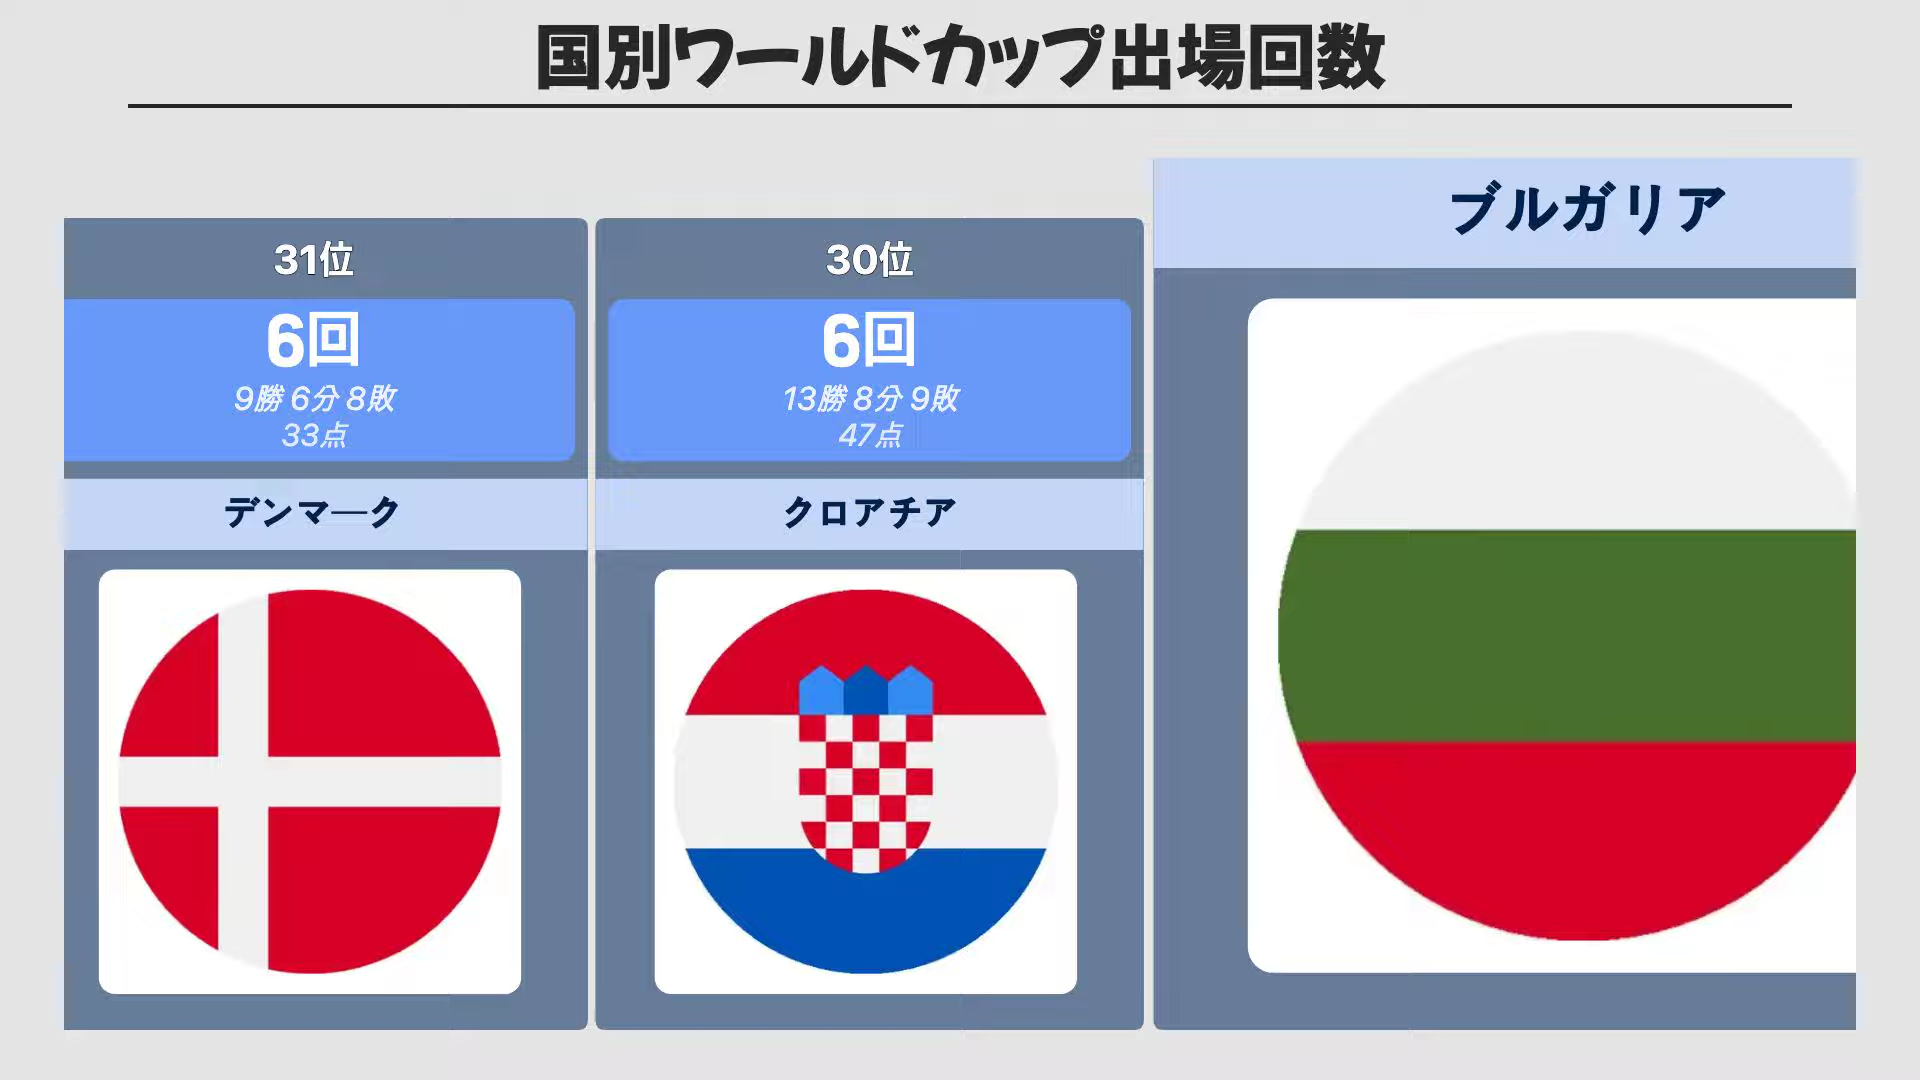 国別ワールドカップ出場回数
31位
6回
9勝 6分 8敗
33点
デンマーク
30位
6回
13勝 8分 9敗
47点
クロアチア
ブルガリア